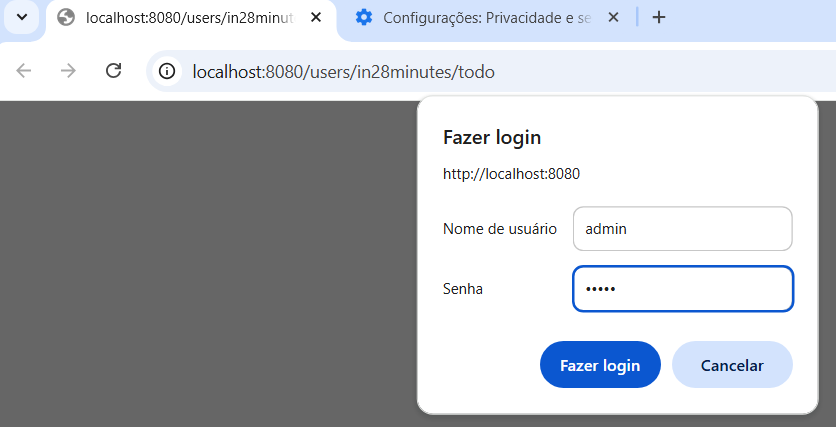 localhost:8080/users/in28minut
Configurações: Privacidade e se
localhost:8080/users/in28minutes/todo
Fazer login
http://localhost:8080
Nome de usuário
admin
Senha
•••••
Fazer login
Cancelar